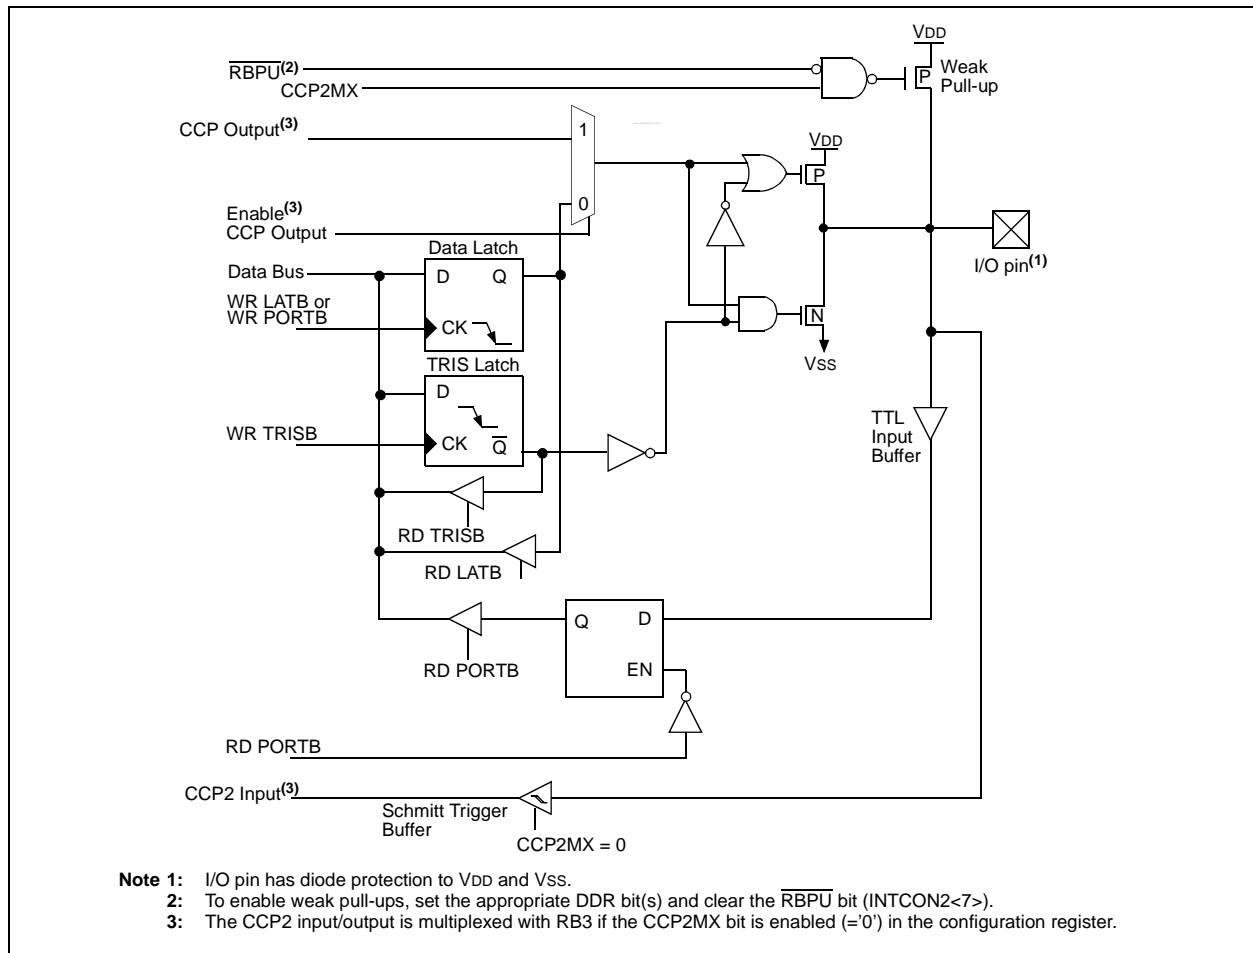 VDD
RBPU(2)
CCP2MX
P
Weak
Pull-up
CCP Output(3)
1
VDD
P
0
Enable(3)
CCP Output
Data Latch
I/O pin(1)
Data Bus
D Q
WR LATB or
WR PORTB
CK
N
VSS
TRIS Latch
D
TTL
Input
Buffer
WR TRISB
CK Q
RD TRISB
RD LATB
Q D
RD PORTB
EN
RD PORTB
CCP2 Input(3)
Schmitt Trigger
Buffer
CCP2MX = 0
Note 1: I/O pin has diode protection to VDD and VSS.
2: To enable weak pull-ups, set the appropriate DDR bit(s) and clear the RBPU bit (INTCON2<7>).
3: The CCP2 input/output is multiplexed with RB3 if the CCP2MX bit is enabled (='0') in the configuration register.